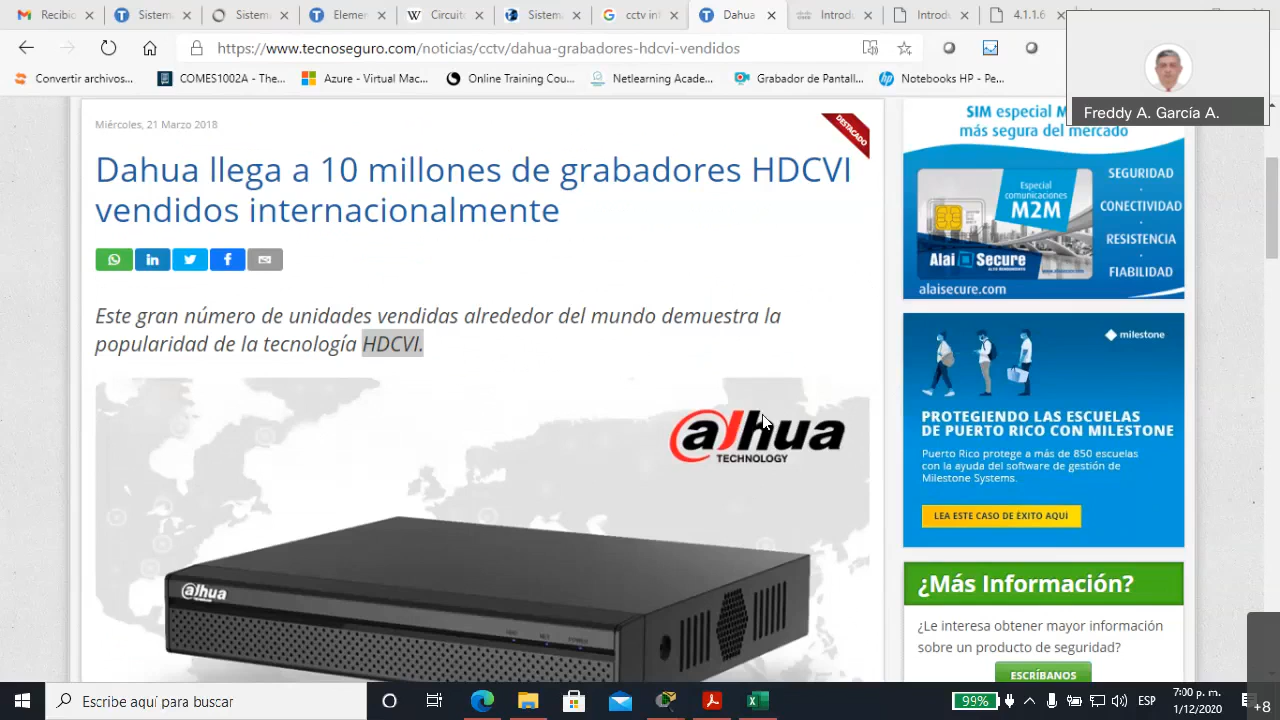 Recibic
Sistema
Sistem
Elemen
Circuito
Sistema
cctv inf
Dahua
Introdu
Introd
4.1.1.6
https://www.tecnoseguro.com/noticias/cctv/dahua-grabadores-hdcvi-vendidos
Convertir archivos...
COMES1002A - The...
Azure - Virtual Mac...
Online Training Cou...
Netlearning Acade...
Grabador de Pantall...
Notebooks HP - Pe...
Freddy A. García A.
Miércoles, 21 Marzo 2018
DESTACADO
Dahua llega a 10 millones de grabadores HDCVI
vendidos internacionalmente
Este gran número de unidades vendidas alrededor del mundo demuestra la
popularidad de la tecnología HDCVI.
alhua
TECHNOLOGY
alhua
SIM especial M
más segura del mercado
Especial
comunicaciones
M2M
Alai Secure
alaisecure.com
SEGURIDAD
CONECTIVIDAD
RESISTENCIA
FIABILIDAD
milestone
PROTEGIENDO LAS ESCUELAS
DE PUERTO RICO CON MILESTONE
Puerto Rico protege a más de 850 escuelas
con la ayuda del software de gestión de
Milestone Systems.
LEA ESTE CASO DE ÉXITO AQUÍ
¿Más Información?
¿Le interesa obtener mayor información
sobre un producto de seguridad?
ESCRÍBANOS
Escribe aquí para buscar
99%
ESP
7:00 p. m.
1/12/2020
+8